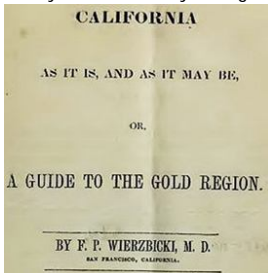 CALIFORNIA
AS IT IS, AND AS IT MAY BE,
OR,
A GUIDE TO THE GOLD REGION.
BY F. P. WIERZBICKI, M. D.
SAN FRANCISCO, CALIFORNIA.